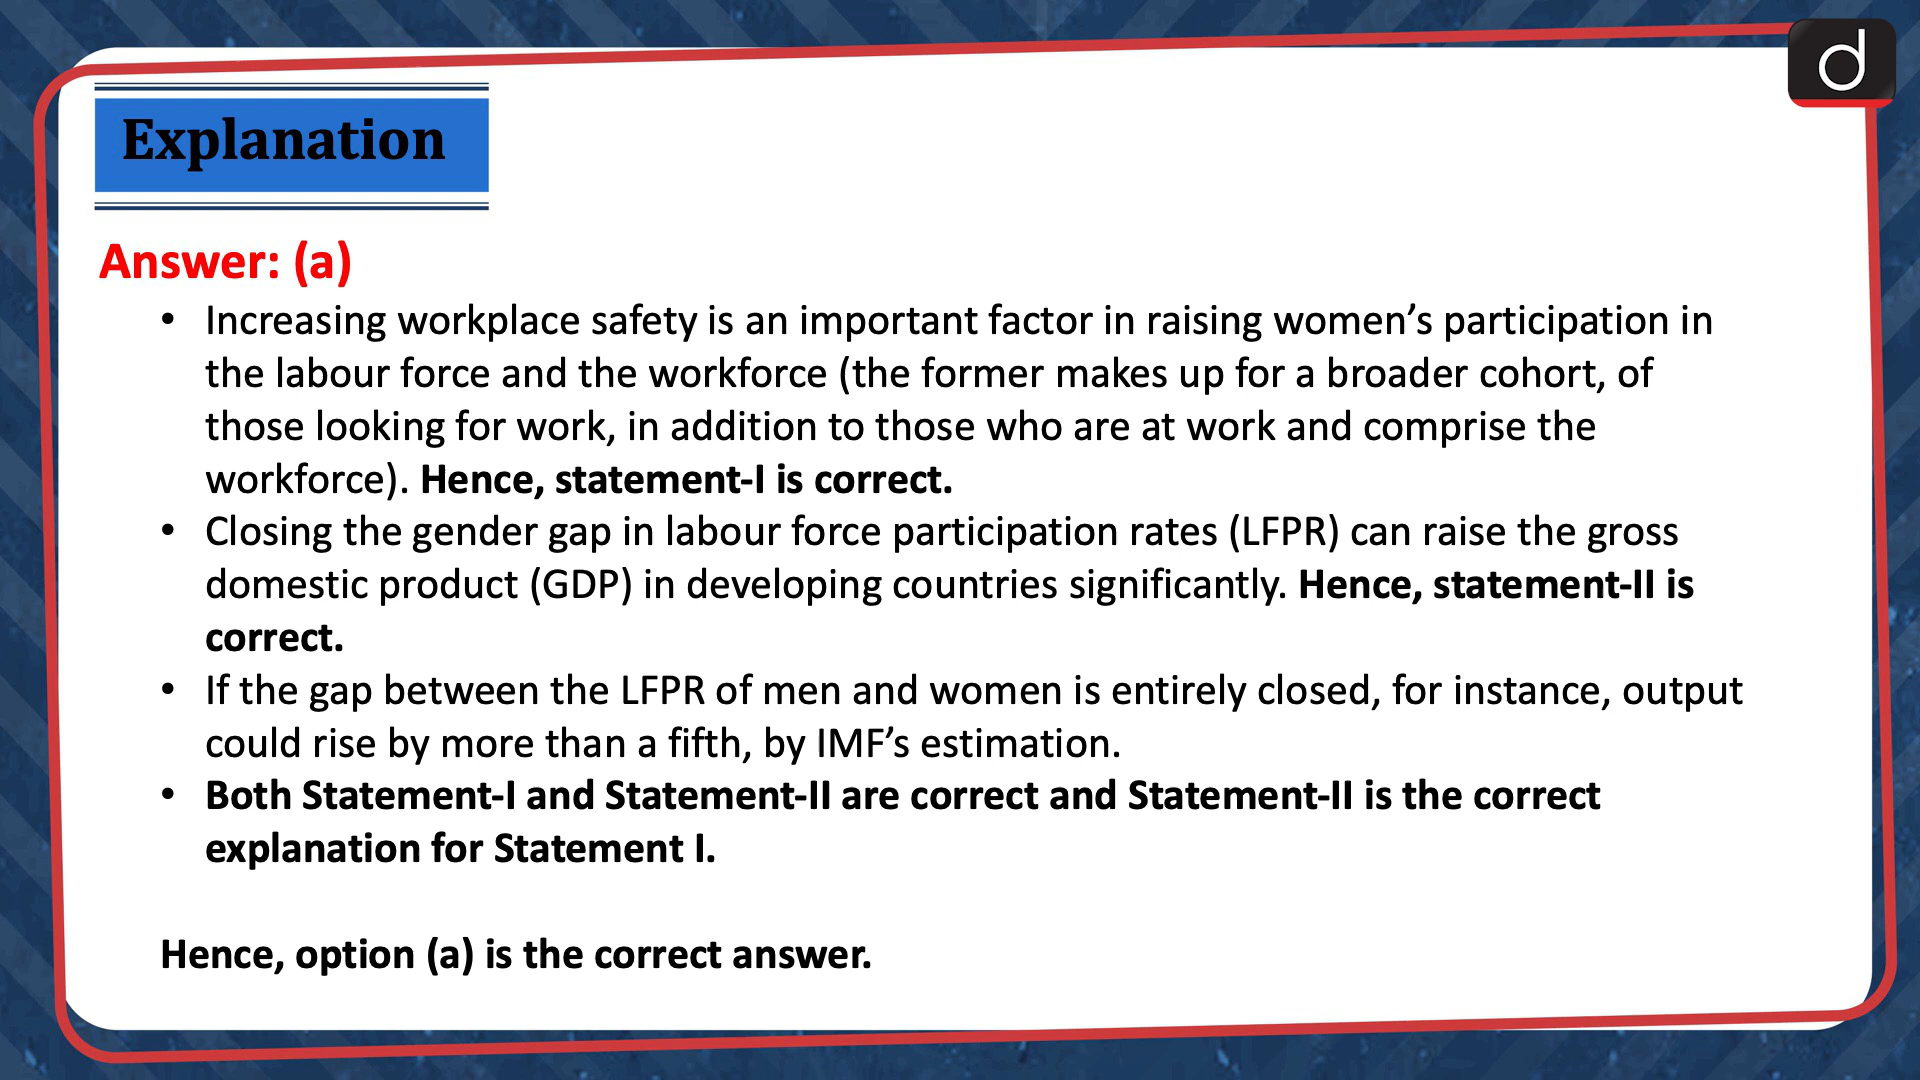 d
Explanation
Answer: (a)
• Increasing workplace safety is an important factor in raising women’s participation in
the labour force and the workforce (the former makes up for a broader cohort, of
those looking for work, in addition to those who are at work and comprise the
workforce). Hence, statement-I is correct.
• Closing the gender gap in labour force participation rates (LFPR) can raise the gross
domestic product (GDP) in developing countries significantly. Hence, statement-II is
correct.
• If the gap between the LFPR of men and women is entirely closed, for instance, output
could rise by more than a fifth, by IMF’s estimation.
• Both Statement-I and Statement-II are correct and Statement-II is the correct
explanation for Statement I.
Hence, option (a) is the correct answer.